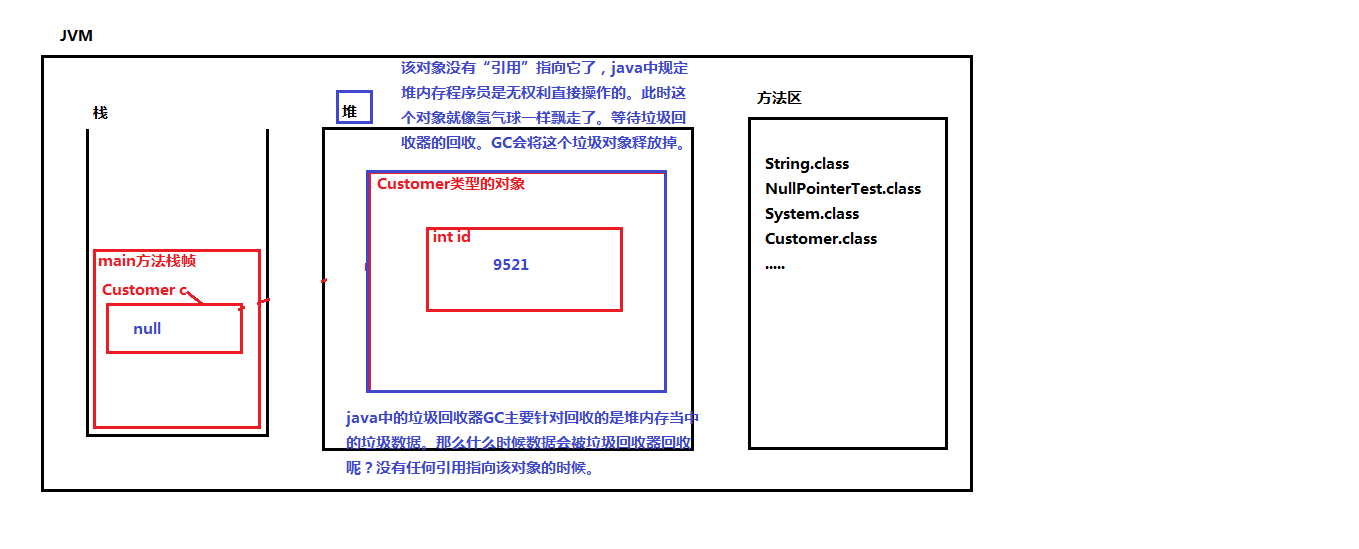 JVM
栈
堆
该对象没有“引用”指向它了，java中规定
堆内存程序员是无权利直接操作的。此时这
个对象就像氢气球一样飘走了。等待垃圾回
收器的回收。GC会将这个垃圾对象释放掉。
方法区
String.class
NullPointerTest.class
System.class
Customer.class
.....
Customer类型的对象
int id
9521
main方法栈帧
Customer c
null
java中的垃圾回收器GC主要针对回收的是堆内存当中
的垃圾数据。那么什么时候数据会被垃圾回收器回收
呢？没有任何引用指向该对象的时候。